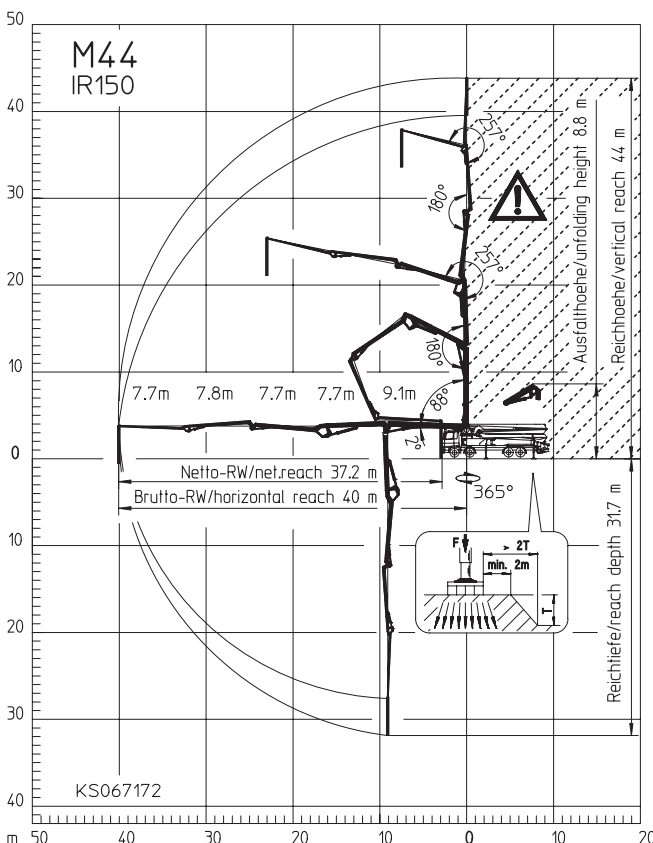 M44
IR150
50
40
30
20
10
0
10
20
30
40
257°
180°
257°
180°
88°
2°
7.7m 7.8m 7.7m 7.7m 9.1m
Netto-RW/net.reach 37.2 m
Brutto-RW/horizontal reach 40 m
365°
Ausfalthoehe/unfolding height 8.8 m
Reichhoehe/vertical reach 44 m
Reichtiefe/reach depth 31.7 m
!
F
> 2T
min. 2m
T
KS067172
m 50 40 30 20 10 0 10 20